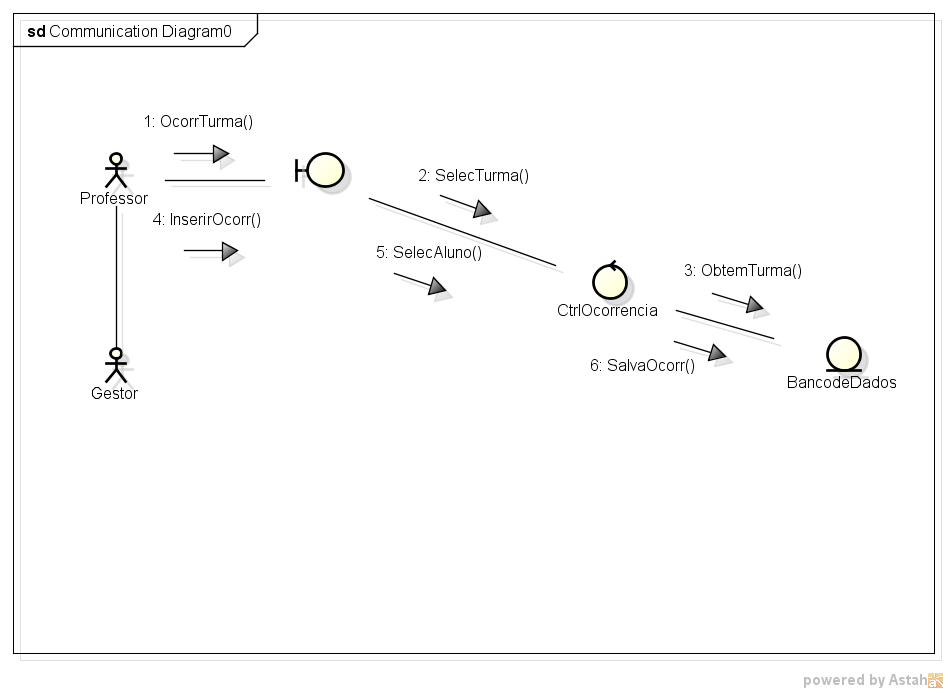 sd Communication Diagram0
1: OcorrTurma()
2: SelecTurma()
Professor
4: InserirOcorr()
5: SelecAluno()
3: ObtemTurma()
CtrlOcorrencia
6: SalvaOcorr()
BancodeDados
Gestor
powered by Astah